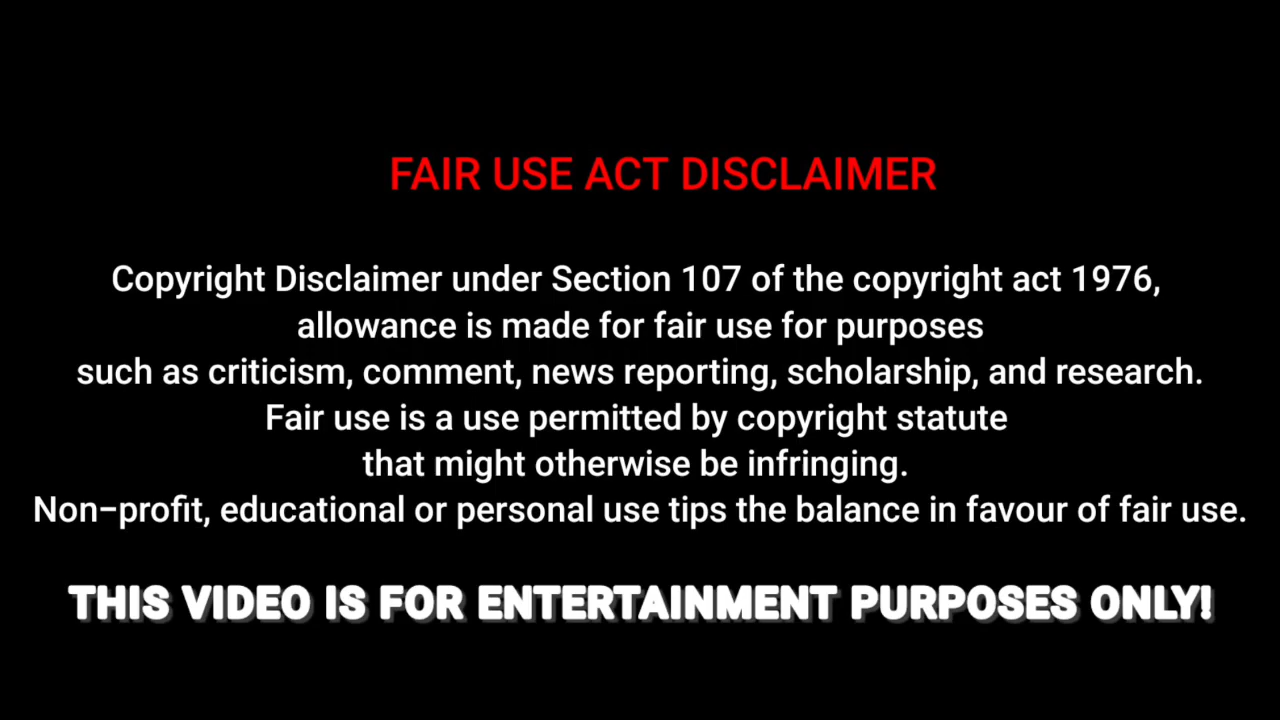 FAIR USE ACT DISCLAIMER
Copyright Disclaimer under Section 107 of the copyright act 1976,
allowance is made for fair use for purposes
such as criticism, comment, news reporting, scholarship, and research.
Fair use is a use permitted by copyright statute
that might otherwise be infringing.
Non-profit, educational or personal use tips the balance in favour of fair use.
THIS VIDEO IS FOR ENTERTAINMENT PURPOSES ONLY!